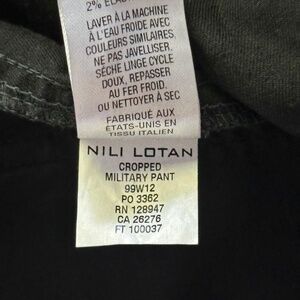 2% ELAS
LAVER À LA MACHINE
À L'EAU FROIDE AVEC
COULEURS SIMILAIRES.
NE PAS JAVELLISER.
SÈCHE LINGE CYCLE
DOUX, REPASSER
AU FER FROID.
OU NETTOYER À SEC
FABRIQUÉ AUX
ÉTATS-UNIS EN
TISSU ITALIEN
NILI LOTAN
CROPPED
MILITARY PANT
99W12
PO 3362
RN 128947
CA 26276
FT 100037